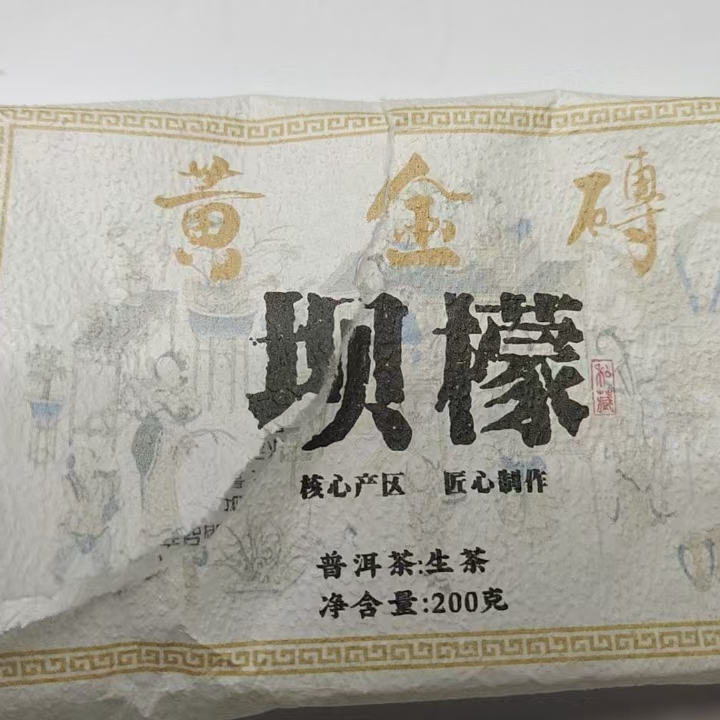 黄金磚
坝檬
私藏
核心产区 匠心制作
普洱茶:生茶
净含量:200克